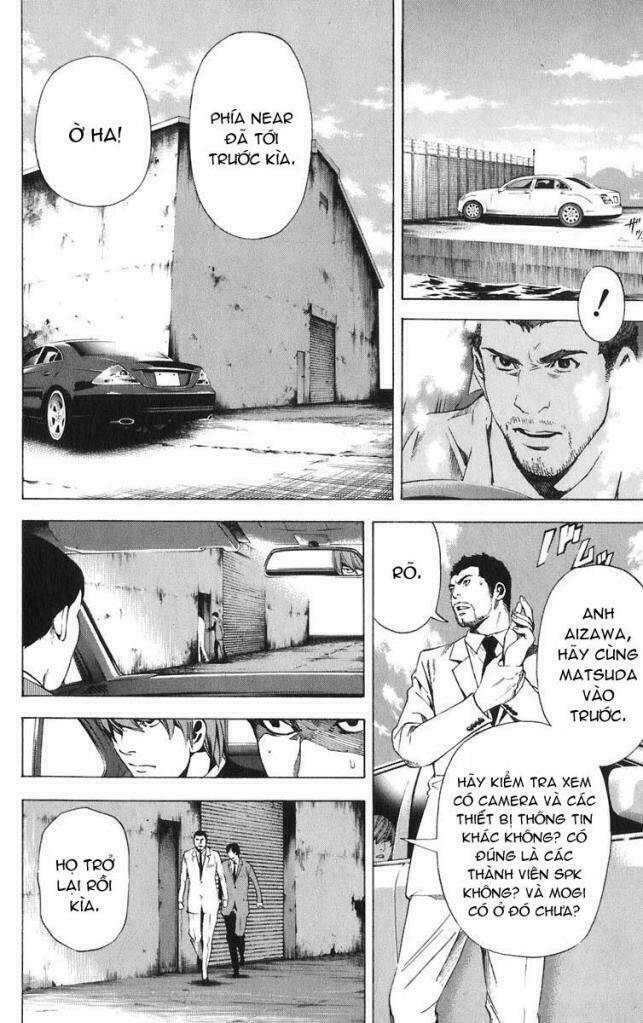 !
PHÍA NEAR
ĐÃ TỚI
TRƯỚC KÌA.
Ờ HA!
ANH
AIZAWA,
HÃY CÙNG
MATSUDA
VÀO
TRƯỚC.
HÃY KIỂM TRA XEM
CÓ CAMERA VÀ CÁC
THIẾT BỊ THÔNG TIN
KHÁC KHÔNG? CÓ
ĐÚNG LÀ CÁC
THÀNH VIÊN SPK
KHÔNG? VÀ MOGI
CÓ Ở ĐÓ CHƯA?
RÕ.
HỌ TRỞ
LẠI RỒI
KÌA.